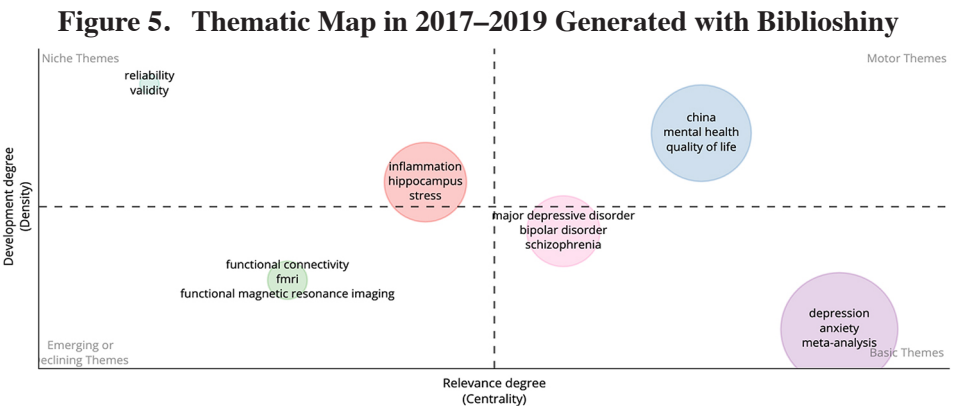 Figure 5. Thematic Map in 2017–2019 Generated with Biblioshiny
Niche Themes
Motor Themes
reliability
validity
china
mental health
quality of life
inflammation
hippocampus
stress
Development degree
(Density)
major depressive disorder
bipolar disorder
schizophrenia
functional connectivity
fmri
functional magnetic resonance imaging
depression
anxiety
meta-analysis
Emerging or
eclining Themes
Basic Themes
Relevance degree
(Centrality)